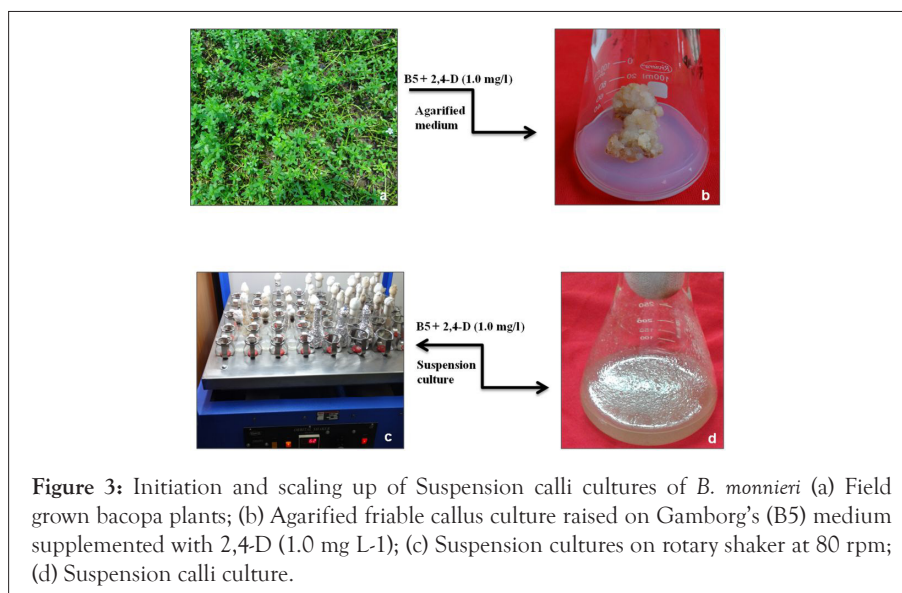 B5 + 2,4-D (1.0 mg/l)
Agarified
medium
a
100ml
b
B5 + 2,4-D (1.0 mg/l)
Suspension
culture
c
d
Figure 3: Initiation and scaling up of Suspension calli cultures of B. monnieri (a) Field
grown bacopa plants; (b) Agarified friable callus culture raised on Gamborg's (B5) medium
supplemented with 2,4-D (1.0 mg L-1); (c) Suspension cultures on rotary shaker at 80 rpm;
(d) Suspension calli culture.